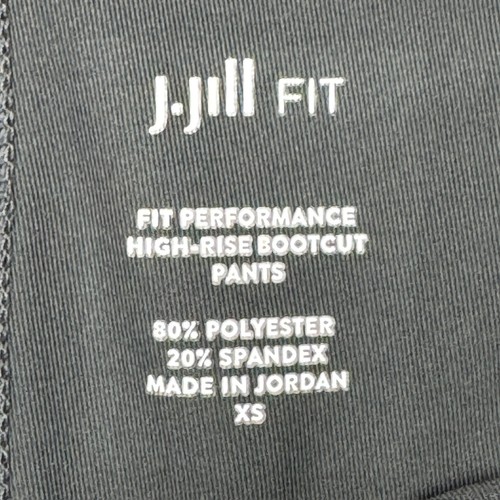 J.Jill FIT
FIT PERFORMANCE
HIGH-RISE BOOTCUT
PANTS
80% POLYESTER
20% SPANDEX
MADE IN JORDAN
XS